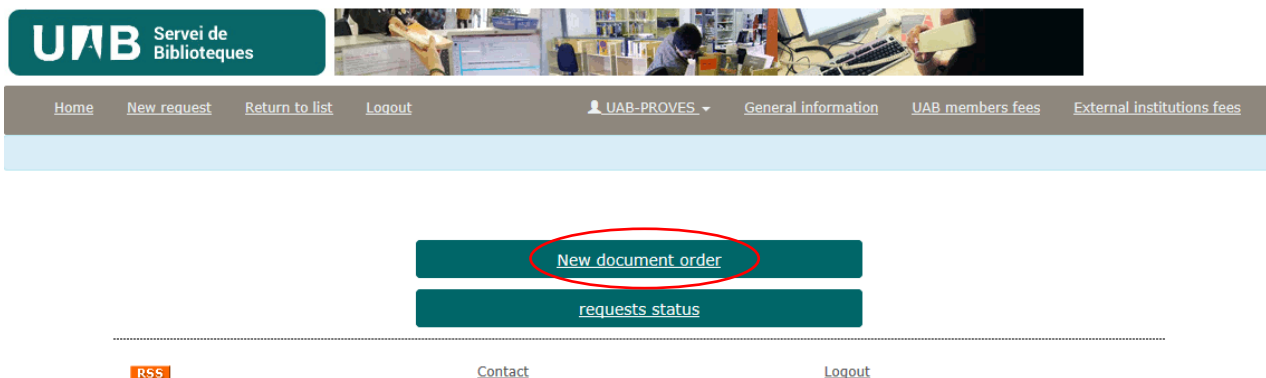 UAB Servei de
Biblioteques
Home New request Return to list Logout UAB-PROVES General information UAB members fees External institutions fees
New document order
requests status
RSS Contact Logout